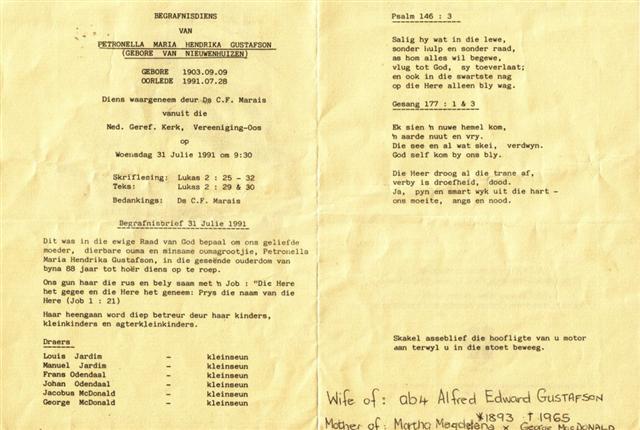 BEGRAFNISDIENS
VAN
PETRONELLA MARIA HENDRIKA GUSTAFSON
(GEBORE VAN NIEUWENHUIZEN)
GEBORE 1903.09.09
OORLEDE 1991.07.28
Diens waargeneem deur Ds C.F. Marais
vanuit die
Ned. Geref. Kerk, Vereeniging-Oos
op
Woensdag 31 Julie 1991 om 9:30
Skriflesing: Lukas 2 : 25 - 32
Teks: Lukas 2 : 29 & 30
Bedankings: Ds C.F. Marais
Begrafnisbrief 31 Julie 1991
Dit was in die ewige Raad van God bepaal om ons geliefde
moeder, dierbare ouma en minsame oumagrootjie, Petronella
Maria Hendrika Gustafson, in die geseënde ouderdom van
byna 88 jaar tot hoër diens op te roep.
Ons gun haar die rus en bely saam met 'n Job : "Die Here
het gegee en die Here het geneem: Prys die naam van die
Here (Job 1 : 21)
Haar heengaan word diep betreur deur haar kinders,
kleinkinders en agterkleinkinders.
Draers
Louis Jardim - kleinseun
Manuel Jardim - kleinseun
Frans Odendaal - kleinseun
Johan Odendaal - kleinseun
Jacobus McDonald - kleinseun
George McDonald - kleinseun
Psalm 146 : 3
Salig hy wat in die lewe,
sonder hulp en sonder raad,
as hom alles wil begewe,
vlug tot God, sy toeverlaat;
en ook in die swartste nag
op die Here alleen bly wag.
Gesang 177 : 1 & 3
Ek sien 'n nuwe hemel kom,
'n aarde nuut en vry.
Die see en al wat skei, verdwyn.
God self kom by ons bly.
Die Heer droog al die trane af,
verby is droefheid, dood.
Ja, pyn en smart wyk uit die hart -
ons moeite, angs en nood.
Skakel asseblief die hoofligte van u motor
aan terwyl u in die stoet beweeg.
Wife of: ab4 Alfred Edward GUSTAFSON
*1893 †1965
Mother of: Martha Magdalena x George McDONALD